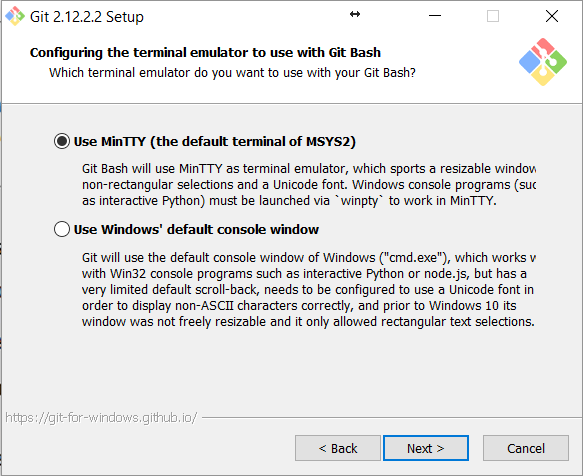 Git 2.12.2.2 Setup
Configuring the terminal emulator to use with Git Bash
Which terminal emulator do you want to use with your Git Bash?
Use MinTTY (the default terminal of MSYS2)
Git Bash will use MinTTY as terminal emulator, which sports a resizable window
non-rectangular selections and a Unicode font. Windows console programs (suc
as interactive Python) must be launched via `winpty` to work in MinTTY.
Use Windows' default console window
Git will use the default console window of Windows ("cmd.exe"), which works w
with Win32 console programs such as interactive Python or node.js, but has a
very limited default scroll-back, needs to be configured to use a Unicode font in
order to display non-ASCII characters correctly, and prior to Windows 10 its
window was not freely resizable and it only allowed rectangular text selections.
https://git-for-windows.github.io/
< Back
Next >
Cancel